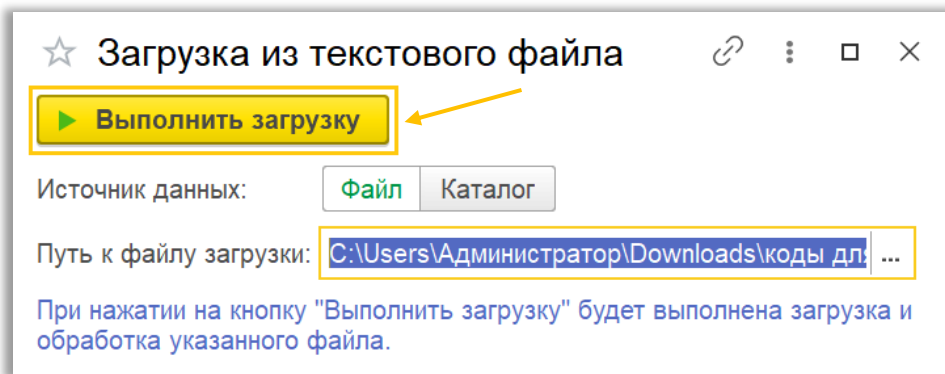 Загрузка из текстового файла
Выполнить загрузку
Источник данных: Файл Каталог
Путь к файлу загрузки: C:\Users\Администратор\Downloads\коды для ...
При нажатии на кнопку "Выполнить загрузку" будет выполнена загрузка и
обработка указанного файла.